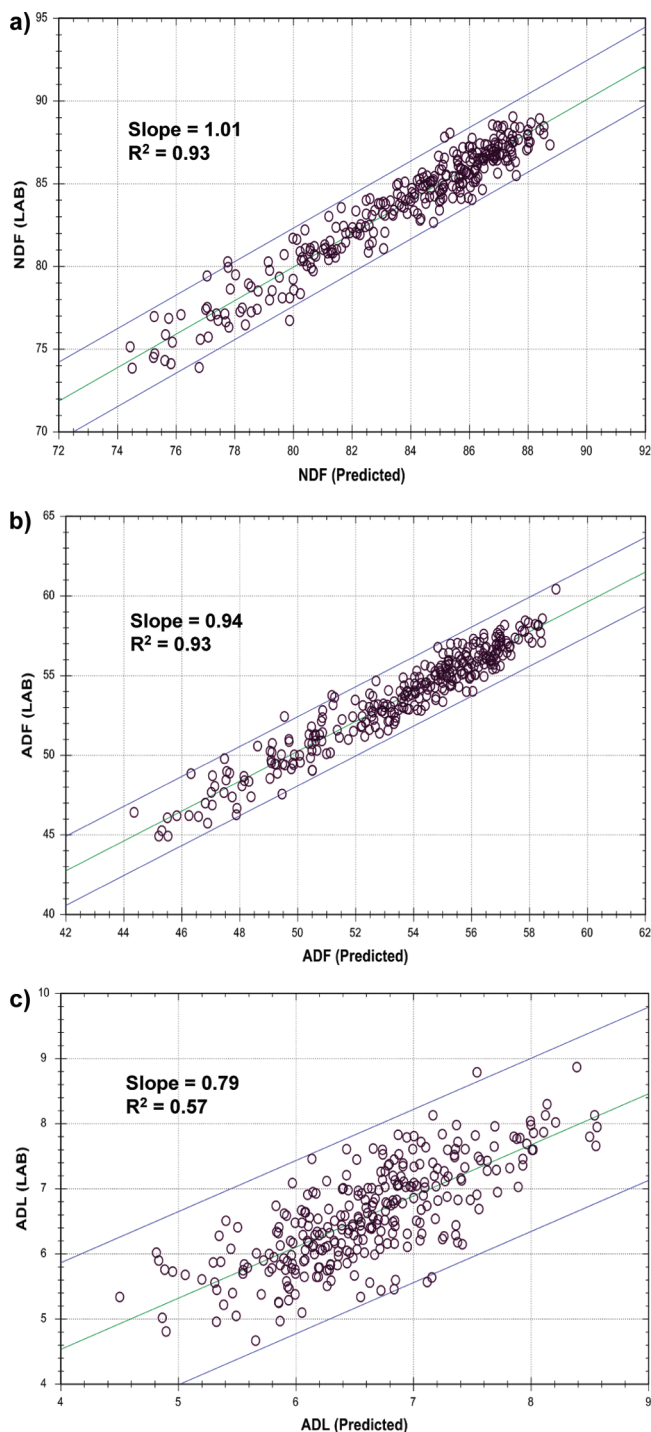 a)
95
90
85
80
75
70
NDF (LAB)
Slope = 1.01
R² = 0.93
72 74 76 78 80 82 84 86 88 90 92
NDF (Predicted)
b)
65
60
55
50
45
40
ADF (LAB)
Slope = 0.94
R² = 0.93
42 44 46 48 50 52 54 56 58 60 62
ADF (Predicted)
c)
10
9
8
7
6
5
4
ADL (LAB)
Slope = 0.79
R² = 0.57
4 5 6 7 8 9
ADL (Predicted)